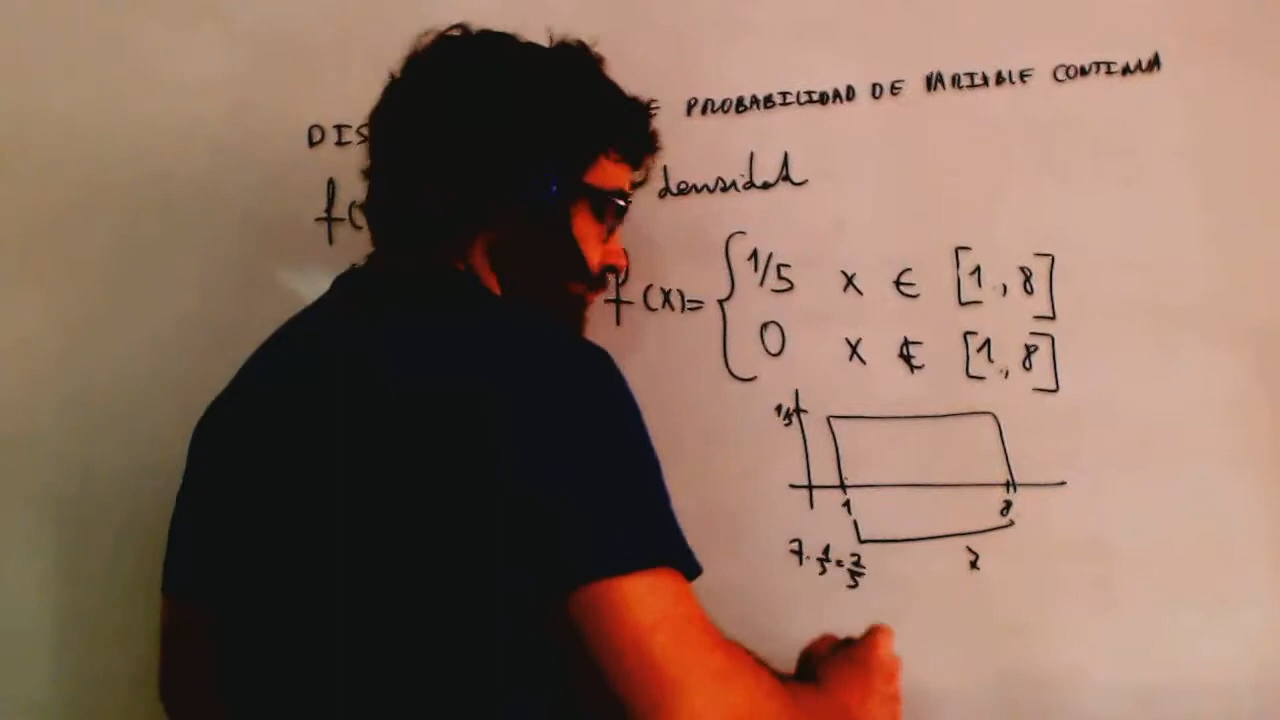 DIS E PROBABILIDAD DE VARIABLE CONTINUA
f( densidad
f(x)= { 1/5 x ∈ [1,8]
0 x ∉ [1,8]
1/5
1 8
7·1/5=7/5 7